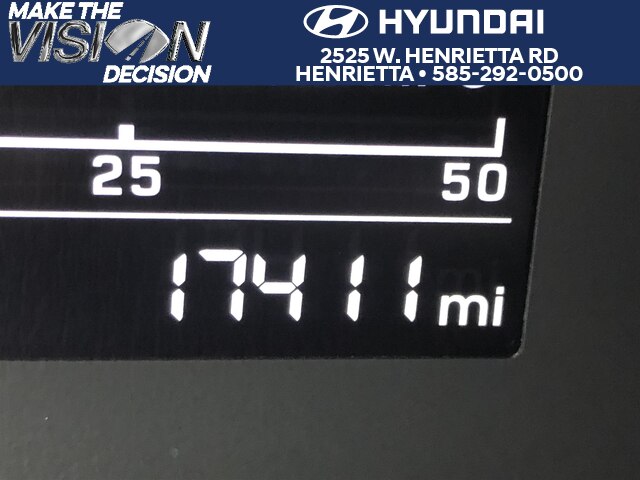 MAKE THE
VISION
DECISION
HYUNDAI
2525 W. HENRIETTA RD
HENRIETTA • 585-292-0500
25
50
17411 mi